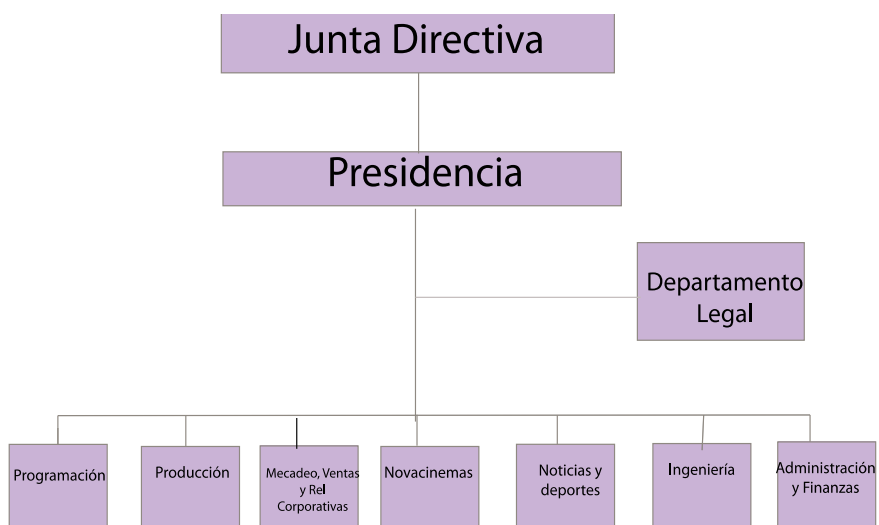 Junta Directiva
Presidencia
Departamento
Legal
Programación
Producción
Mecadeo, Ventas
y Rel
Corporativas
Novacinemas
Noticias y
deportes
Ingeniería
Administración
y Finanzas